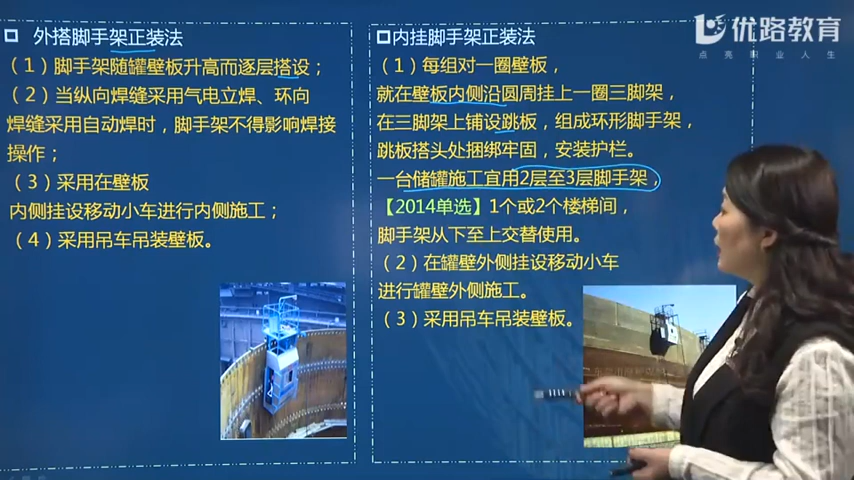 外搭脚手架正装法
（1）脚手架随罐壁板升高而逐层搭设；
（2）当纵向焊缝采用气电立焊、环向
焊缝采用自动焊时，脚手架不得影响焊接
操作；
（3）采用在壁板
内侧挂设移动小车进行内侧施工；
（4）采用吊车吊装壁板。
内挂脚手架正装法
（1）每组对一圈壁板，
就在壁板内侧沿圆周挂上一圈三脚架，
在三脚架上铺设跳板，组成环形脚手架，
跳板搭头处捆绑牢固，安装护栏。
一台储罐施工宜用2层至3层脚手架，
【2014单选】1个或2个楼梯间，
脚手架从下至上交替使用。
（2）在罐壁外侧挂设移动小车
进行罐壁外侧施工。
（3）采用吊车吊装壁板。
优路教育
点亮职业人生